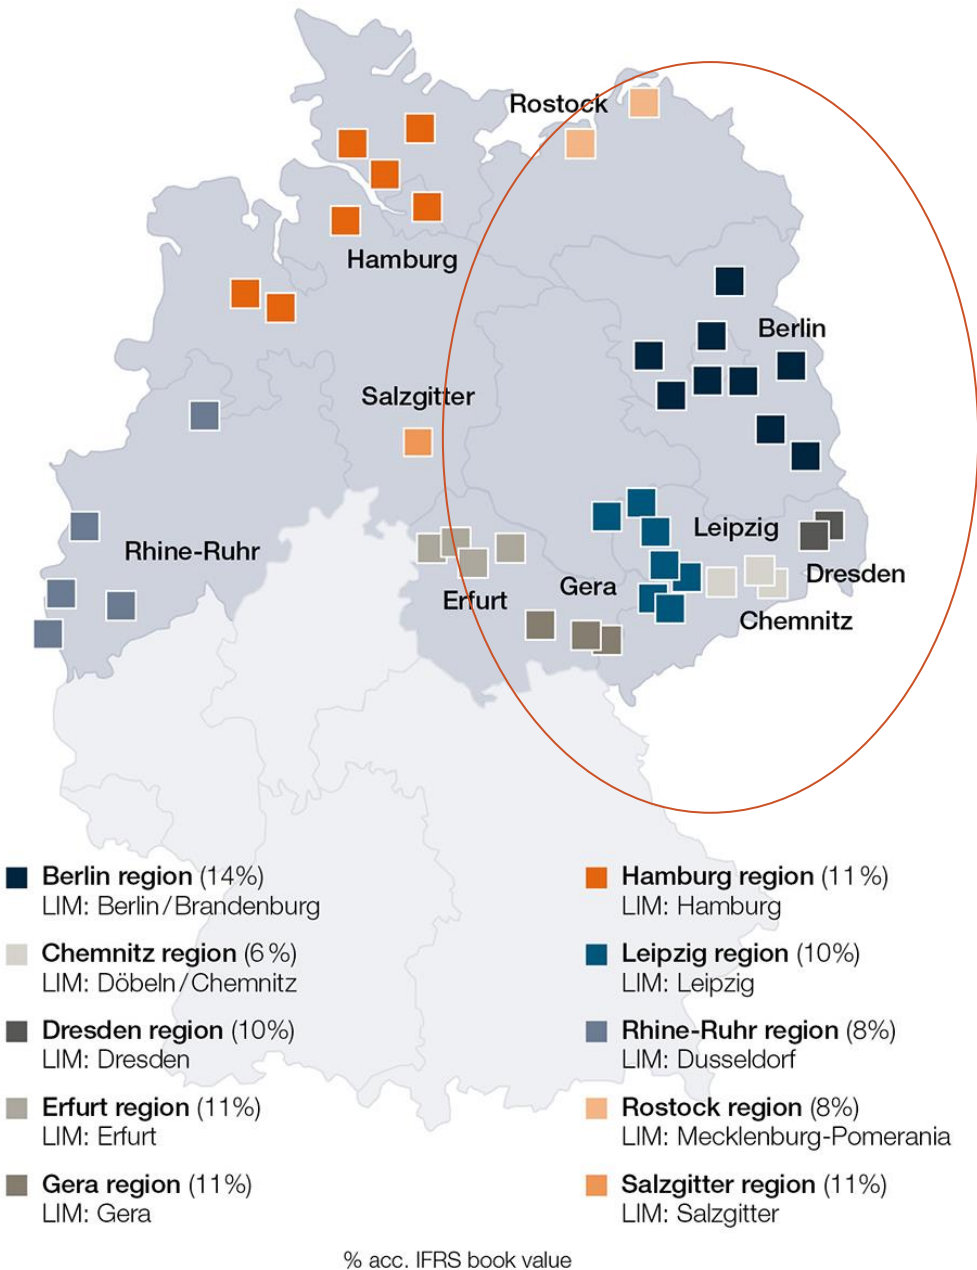 Rostock
Hamburg
Berlin
Salzgitter
Leipzig
Rhine-Ruhr
Dresden
Gera
Erfurt
Chemnitz
Berlin region (14%)
LIM: Berlin/Brandenburg
Chemnitz region (6%)
LIM: Döbeln/Chemnitz
Dresden region (10%)
LIM: Dresden
Erfurt region (11%)
LIM: Erfurt
Gera region (11%)
LIM: Gera
Hamburg region (11%)
LIM: Hamburg
Leipzig region (10%)
LIM: Leipzig
Rhine-Ruhr region (8%)
LIM: Dusseldorf
Rostock region (8%)
LIM: Mecklenburg-Pomerania
Salzgitter region (11%)
LIM: Salzgitter
% acc. IFRS book value